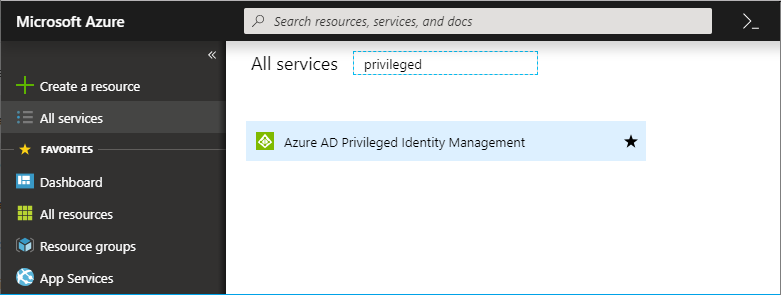 Microsoft Azure
Search resources, services, and docs
Create a resource
All services
FAVORITES
Dashboard
All resources
Resource groups
App Services
All services
privileged
Azure AD Privileged Identity Management